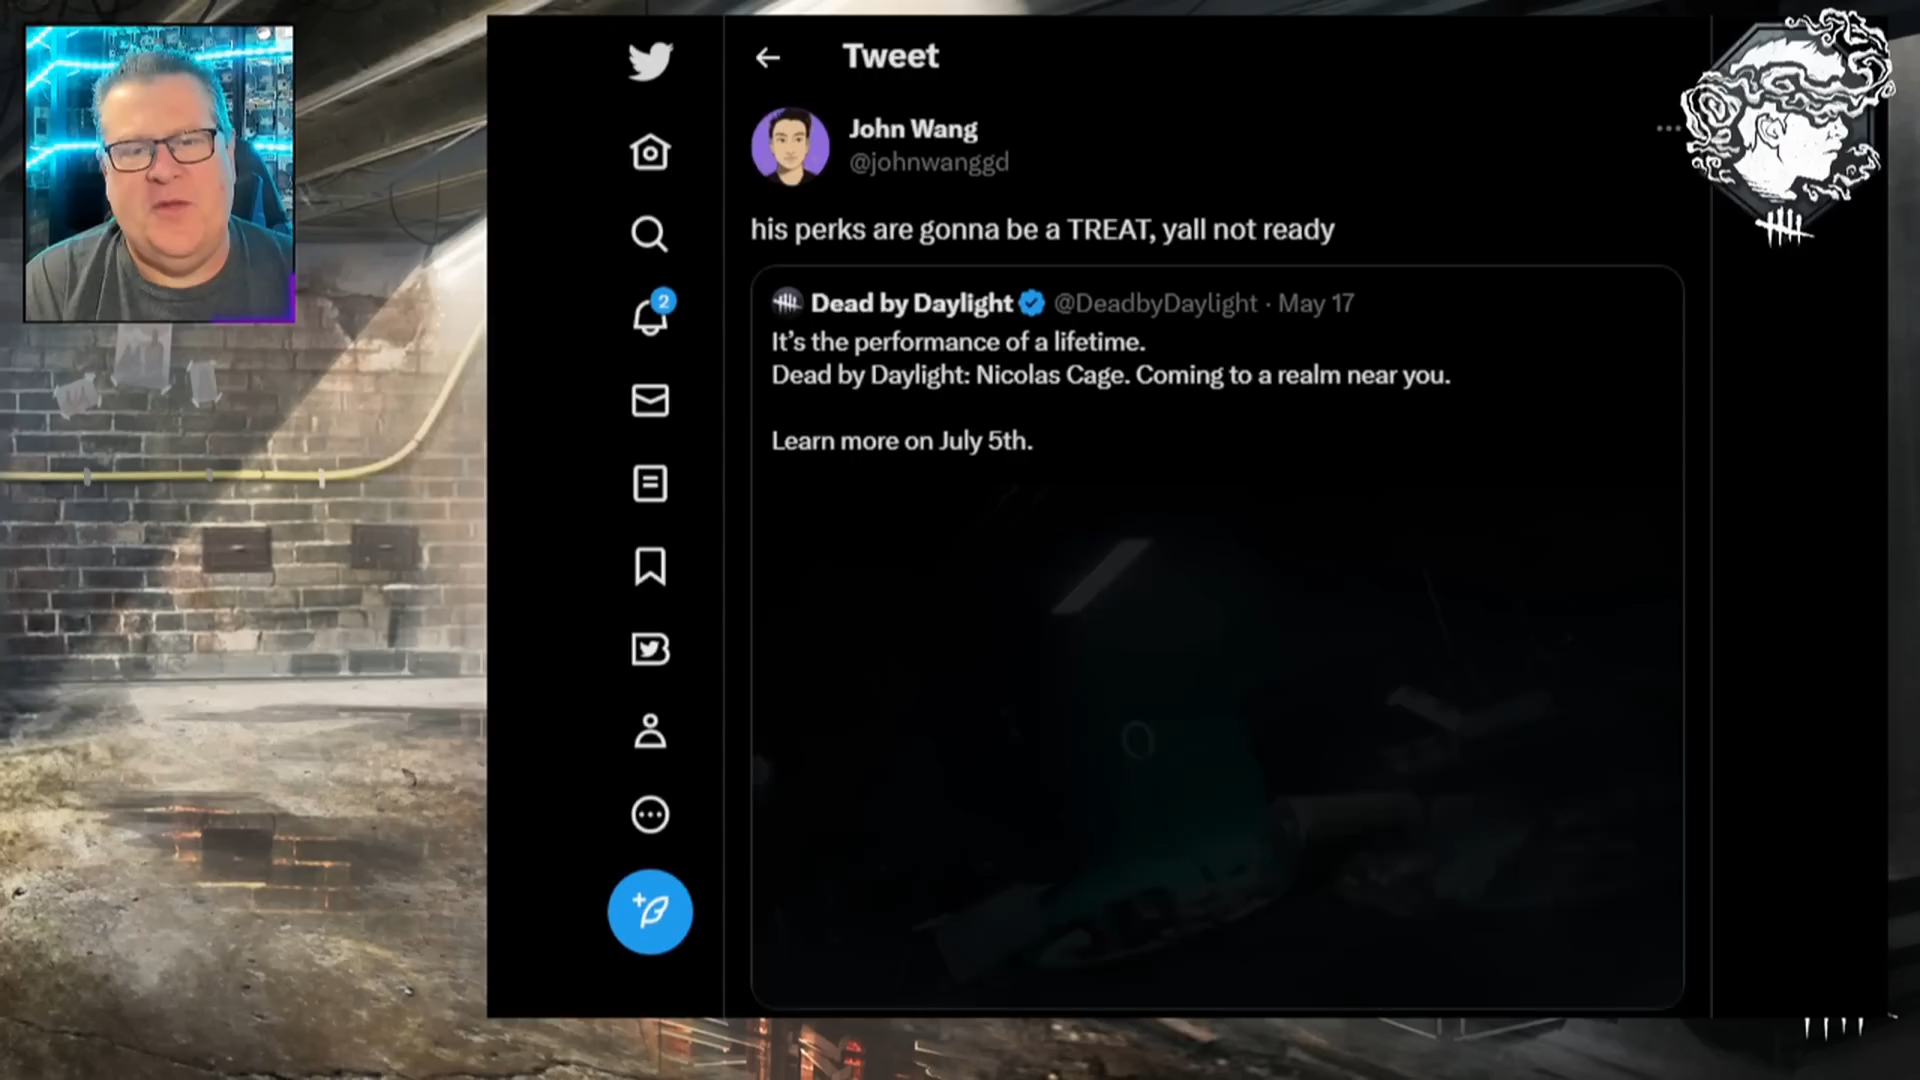 Tweet
John Wang
@johnwanggd
his perks are gonna be a TREAT, yall not ready
Dead by Daylight @DeadbyDaylight · May 17
It's the performance of a lifetime.
Dead by Daylight: Nicolas Cage. Coming to a realm near you.
Learn more on July 5th.
2